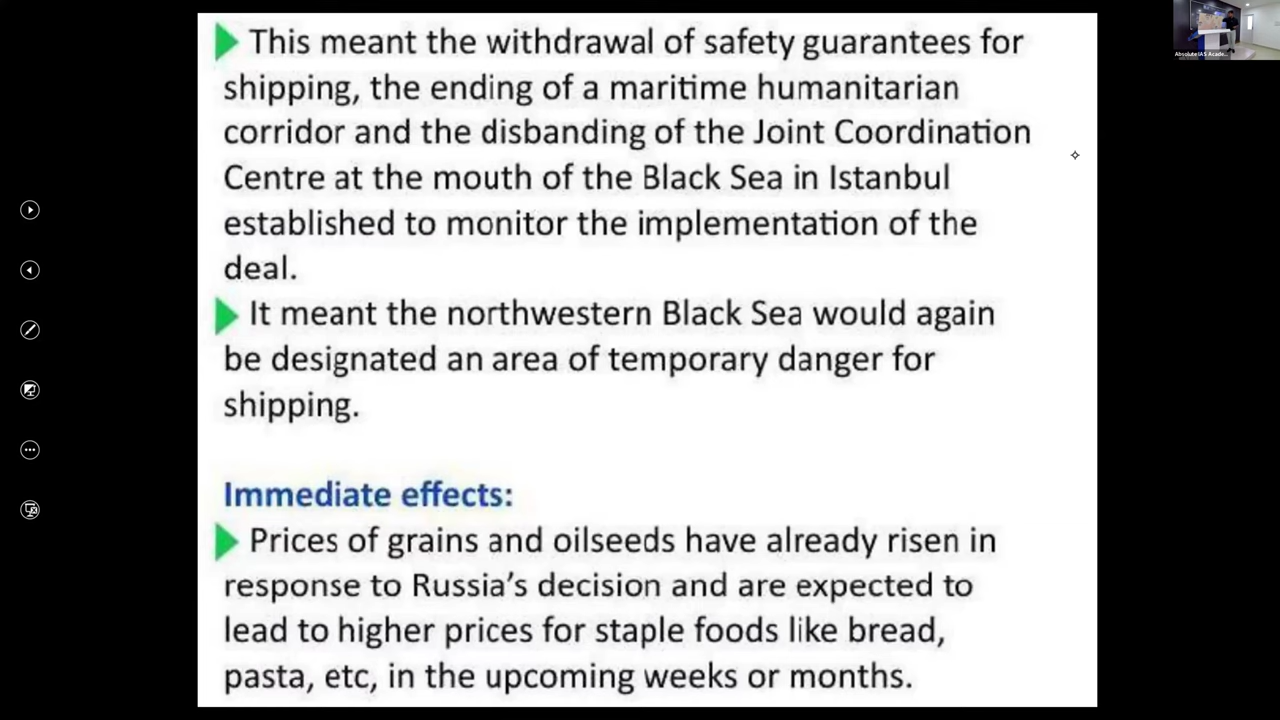 Absolute IAS Acade...
This meant the withdrawal of safety guarantees for
shipping, the ending of a maritime humanitarian
corridor and the disbanding of the Joint Coordination
Centre at the mouth of the Black Sea in Istanbul
established to monitor the implementation of the
deal.
It meant the northwestern Black Sea would again
be designated an area of temporary danger for
shipping.
Immediate effects:
Prices of grains and oilseeds have already risen in
response to Russia’s decision and are expected to
lead to higher prices for staple foods like bread,
pasta, etc, in the upcoming weeks or months.